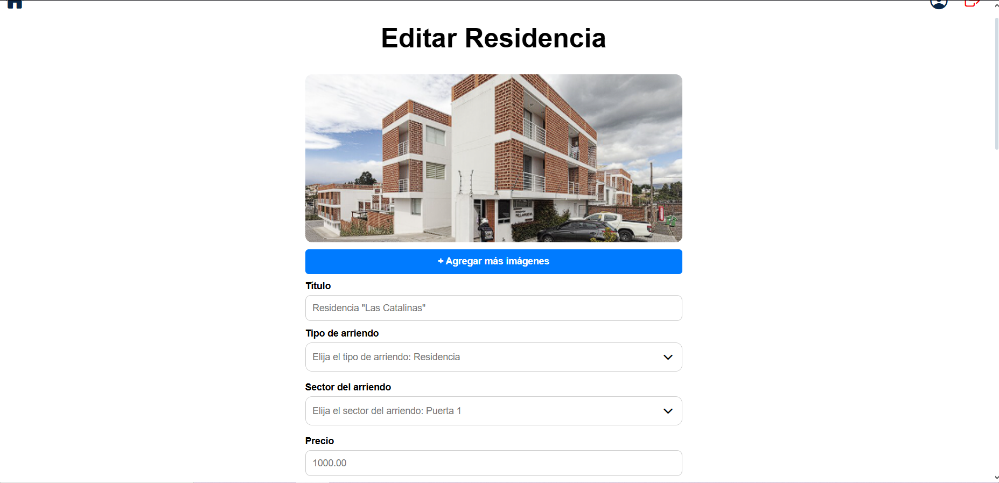 Editar Residencia
+ Agregar más imágenes
Título
Residencia "Las Catalinas"
Tipo de arriendo
Elija el tipo de arriendo: Residencia
Sector del arriendo
Elija el sector del arriendo: Puerta 1
Precio
1000.00